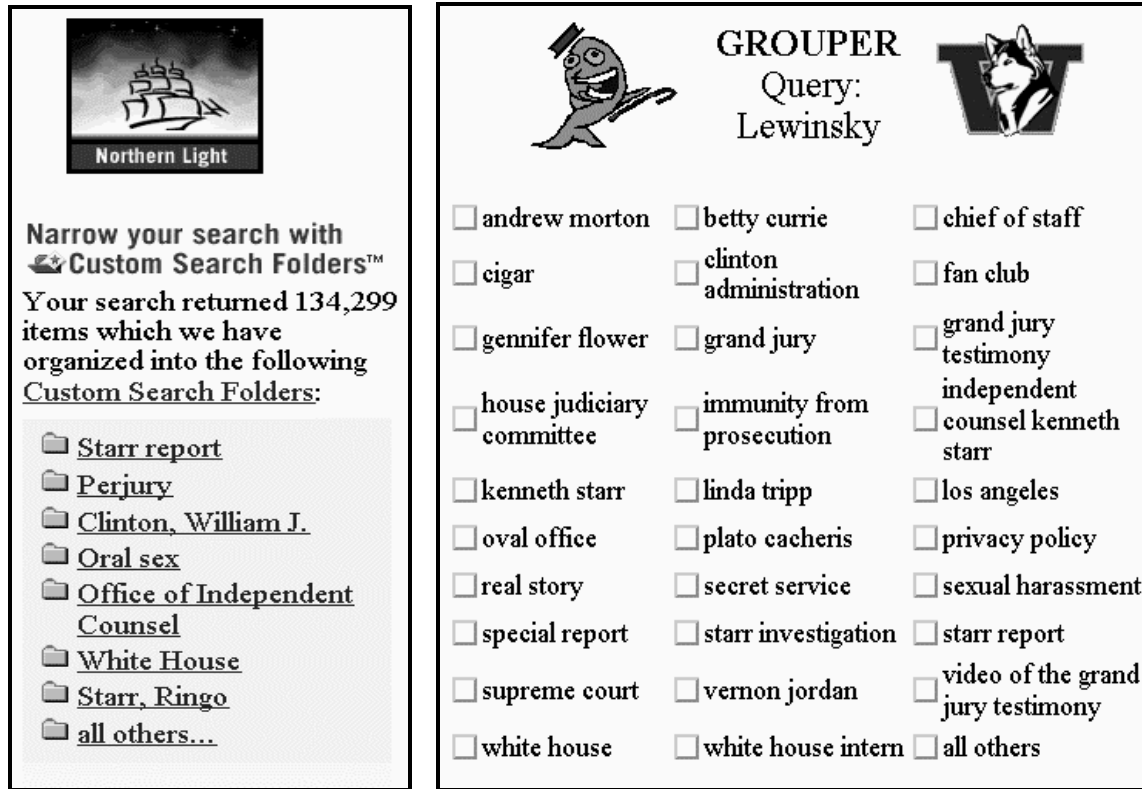 Northern Light
Narrow your search with
Custom Search Folders™
Your search returned 134,299
items which we have
organized into the following
Custom Search Folders:
Starr report
Perjury
Clinton, William J.
Oral sex
Office of Independent
Counsel
White House
Starr, Ringo
all others...
GROUPER
Query:
Lewinsky
W
andrew morton
betty currie
chief of staff
cigar
clinton
administration
fan club
gennifer flower
grand jury
grand jury
testimony
house judiciary
committee
immunity from
prosecution
independent
counsel kenneth
starr
kenneth starr
linda tripp
los angeles
oval office
plato cacheris
privacy policy
real story
secret service
sexual harassment
special report
starr investigation
starr report
supreme court
vernon jordan
video of the grand
jury testimony
white house
white house intern
all others